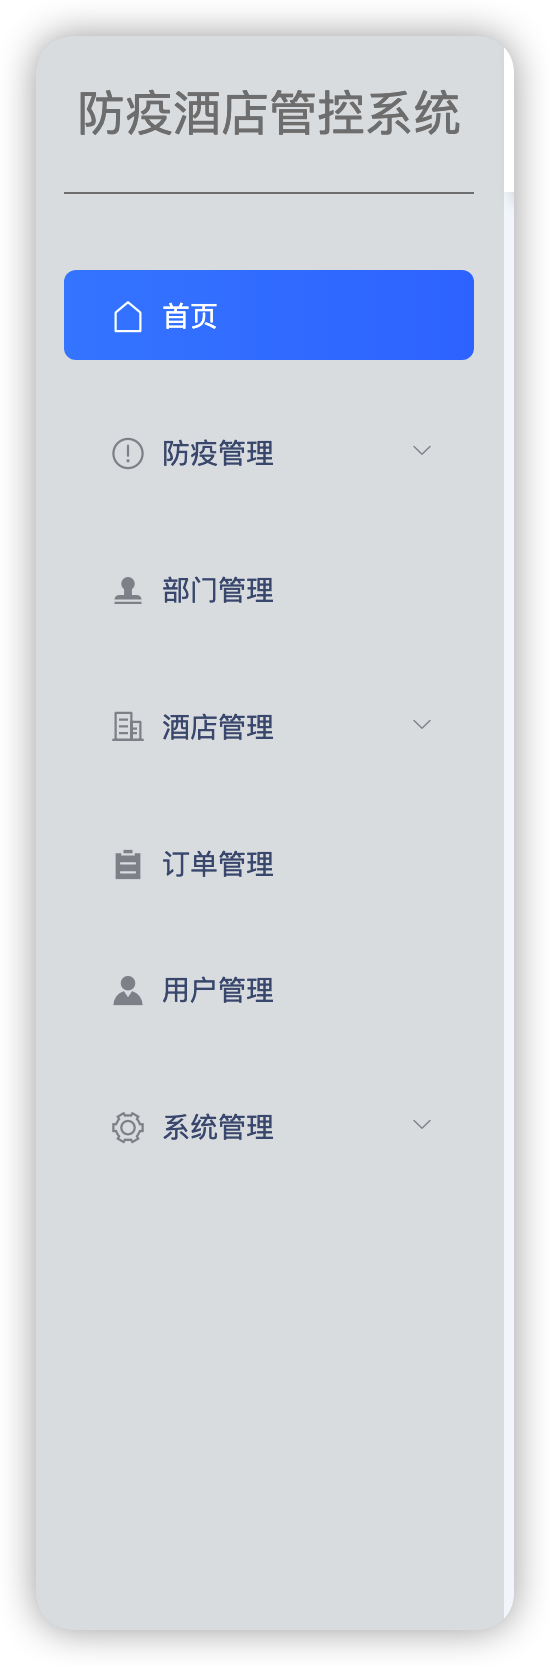 防疫酒店管控系统
首页
防疫管理
部门管理
酒店管理
订单管理
用户管理
系统管理